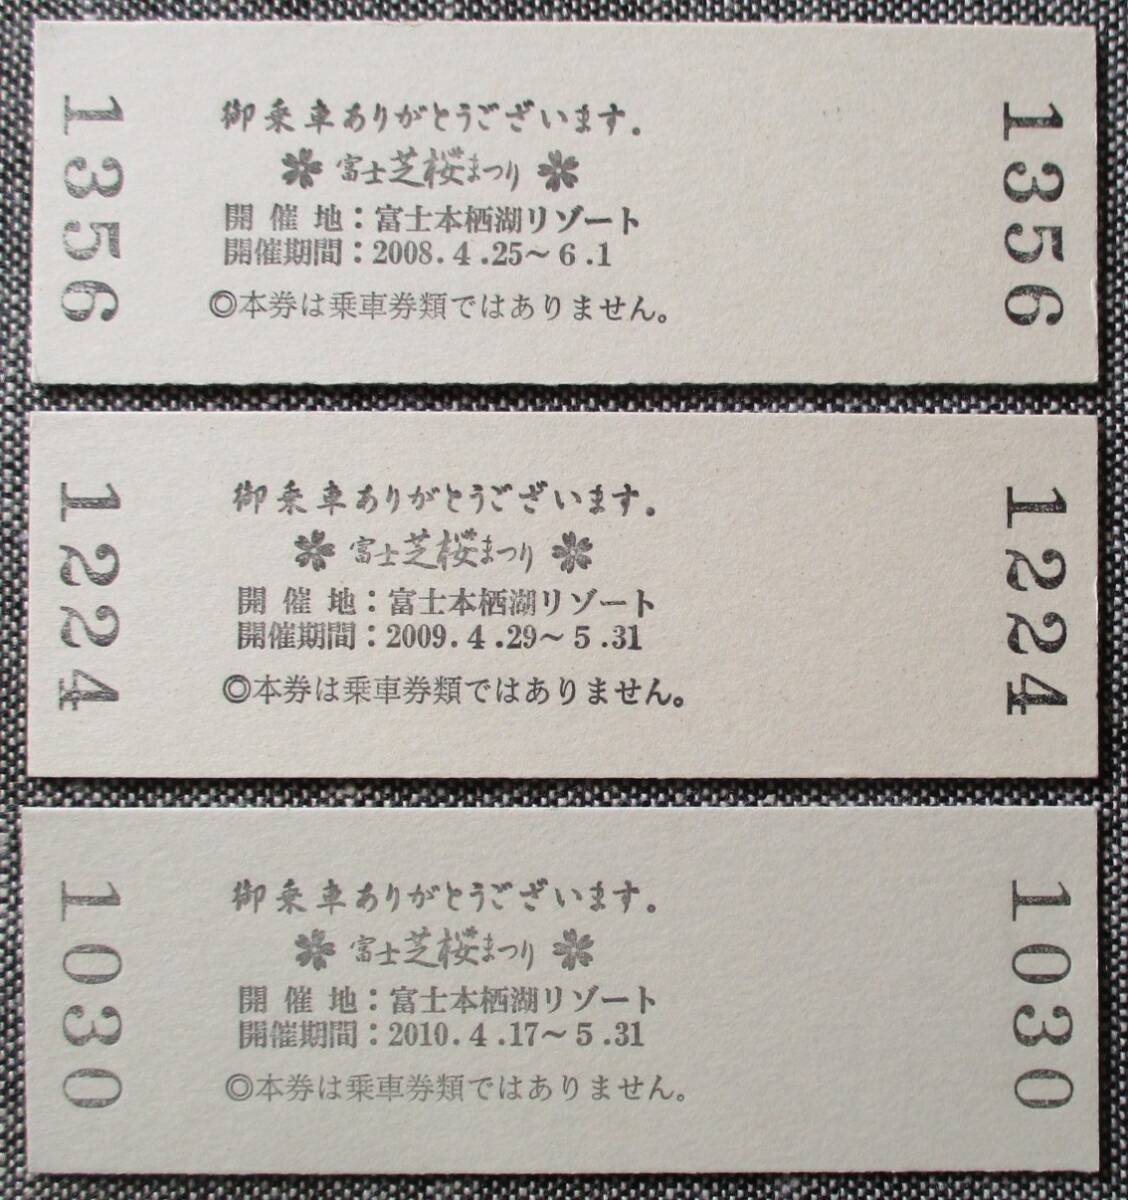 1356
御乗車ありがとうございます。
富士芝桜まつり
開催地：富士本栖湖リゾート
開催期間：2008.4.25～6.1
◎本券は乗車券類ではありません。
1356
1224
御乗車ありがとうございます。
富士芝桜まつり
開催地：富士本栖湖リゾート
開催期間：2009.4.29～5.31
◎本券は乗車券類ではありません。
1224
1030
御乗車ありがとうございます。
富士芝桜まつり
開催地：富士本栖湖リゾート
開催期間：2010.4.17～5.31
◎本券は乗車券類ではありません。
1030